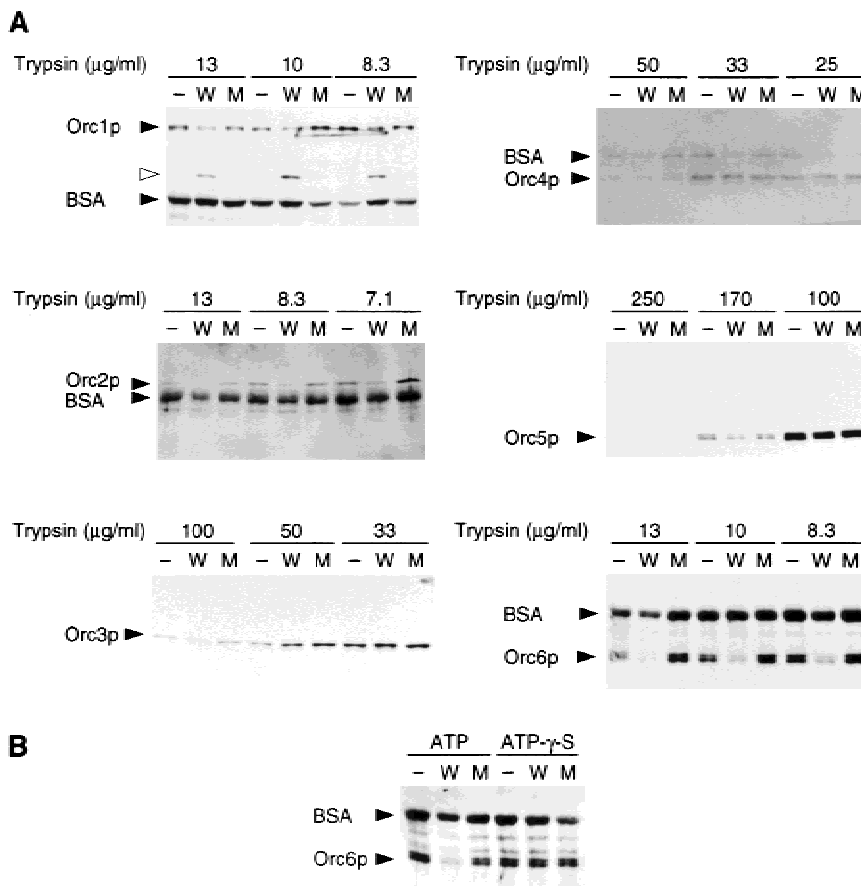 A
Trypsin (μg/ml) 13 10 8.3
– W M – W M – W M
Orc1p
BSA
Trypsin (μg/ml) 50 33 25
– W M – W M – W M
BSA
Orc4p
Trypsin (μg/ml) 13 8.3 7.1
– W M – W M – W M
Orc2p
BSA
Trypsin (μg/ml) 250 170 100
– W M – W M – W M
Orc5p
Trypsin (μg/ml) 100 50 33
– W M – W M – W M
Orc3p
Trypsin (μg/ml) 13 10 8.3
– W M – W M – W M
BSA
Orc6p
B
ATP ATP-γ-S
– W M – W M
BSA
Orc6p